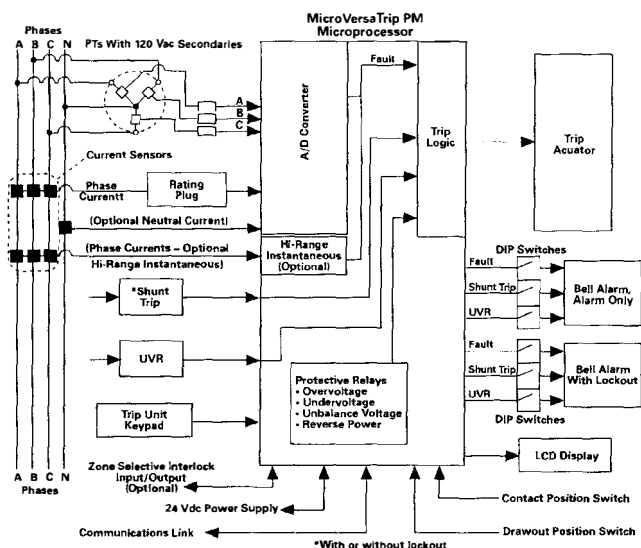 MicroVersaTrip PM
Microprocessor
Phases
A B C N
PTs With 120 Vac Secondaries
A
B
C
A/D Converter
Fault
Trip
Logic
Trip
Acuator
Current Sensors
Phase
Currentt
Rating
Plug
(Optional Neutral Current)
(Phase Currents – Optional
Hi-Range Instantaneous)
Hi-Range
Instantaneous
(Optional)
*Shunt
Trip
UVR
Trip Unit
Keypad
Protective Relays
• Overvoltage
• Undervoltage
• Unbalance Voltage
• Reverse Power
DIP Switches
Fault
Shunt Trip
UVR
Bell Alarm,
Alarm Only
Fault
Shunt Trip
UVR
Bell Alarm
With Lockout
DIP Switches
LCD Display
A B C N
Phases
Zone Selective Interlock
Input/Output
(Optional)
24 Vdc Power Supply
Communications Link
Contact Position Switch
Drawout Position Switch
*With or without lockout